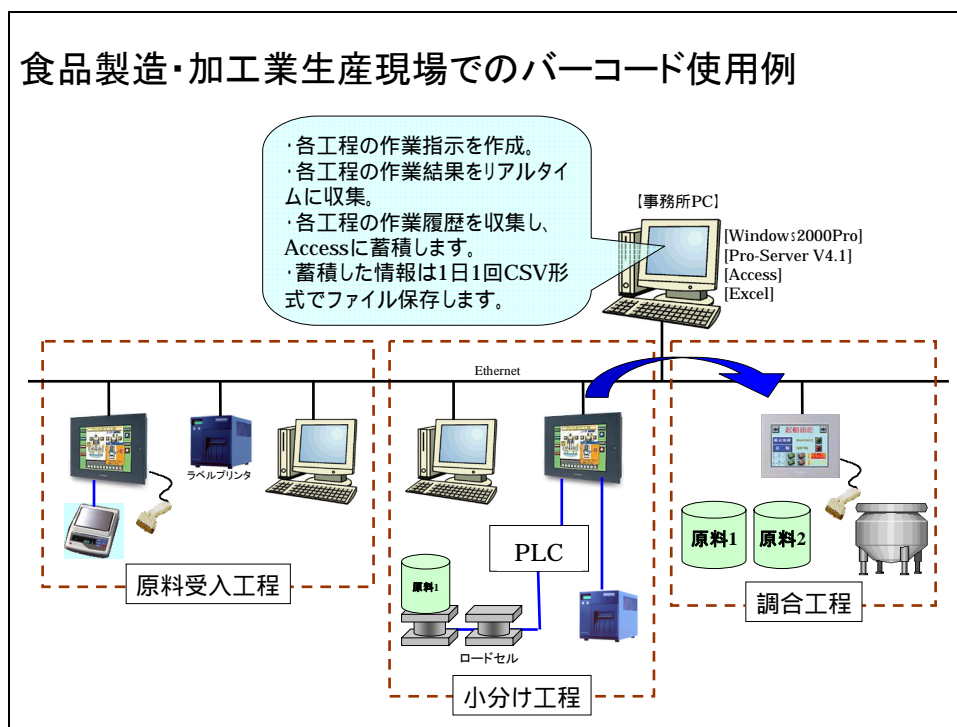 食品製造・加工業生産現場でのバーコード使用例
・各工程の作業指示を作成。
・各工程の作業結果をリアルタイ
ムに収集。
・各工程の作業履歴を収集し、
Accessに蓄積します。
・蓄積した情報は1日1回CSV形
式でファイル保存します。
【事務所PC】
[Windows2000Pro]
[Pro-Server V4.1]
[Access]
[Excel]
Ethernet
ラベルプリンタ
起動画面
PLC
原料1
原料1
原料2
ロードセル
原料受入工程
小分け工程
調合工程